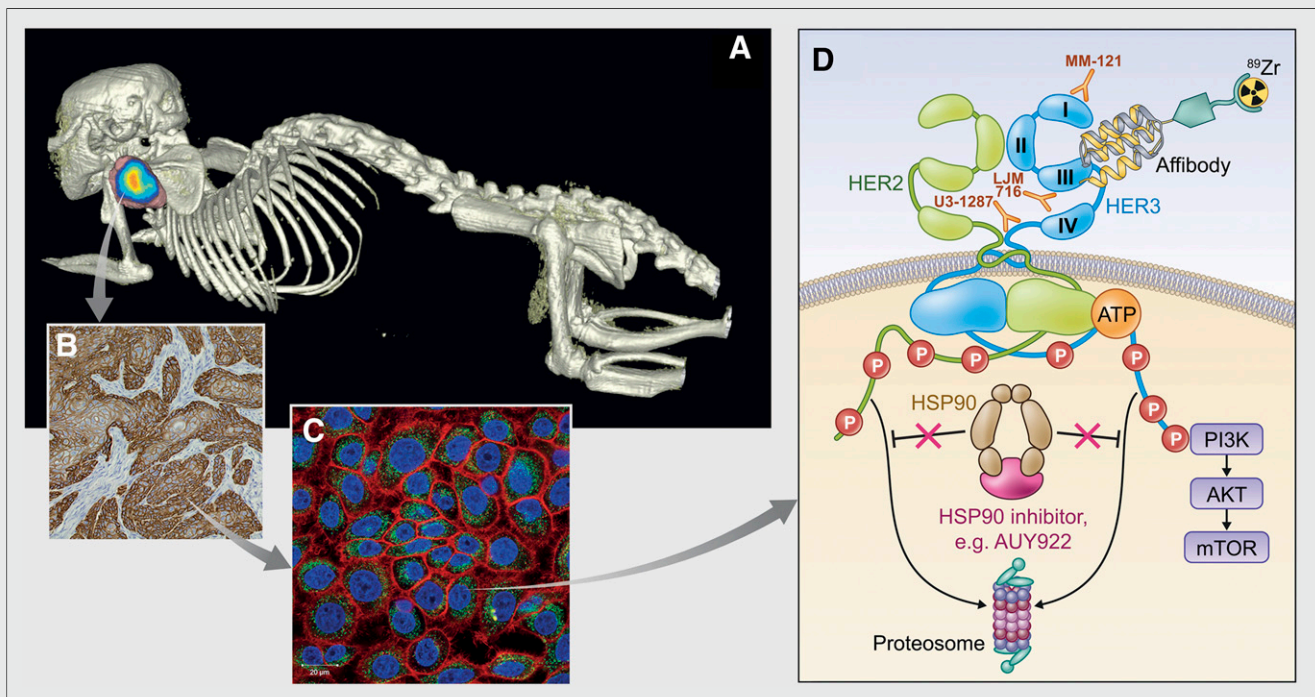 A
B
C
20 µm
D
MM-121
89Zr
I
II
III
IV
Affibody
HER2
LJM
716
U3-1287
HER3
ATP
P
P
P
P
P
P
P
P
HSP90
PI3K
AKT
mTOR
HSP90 inhibitor,
e.g. AUY922
Proteosome